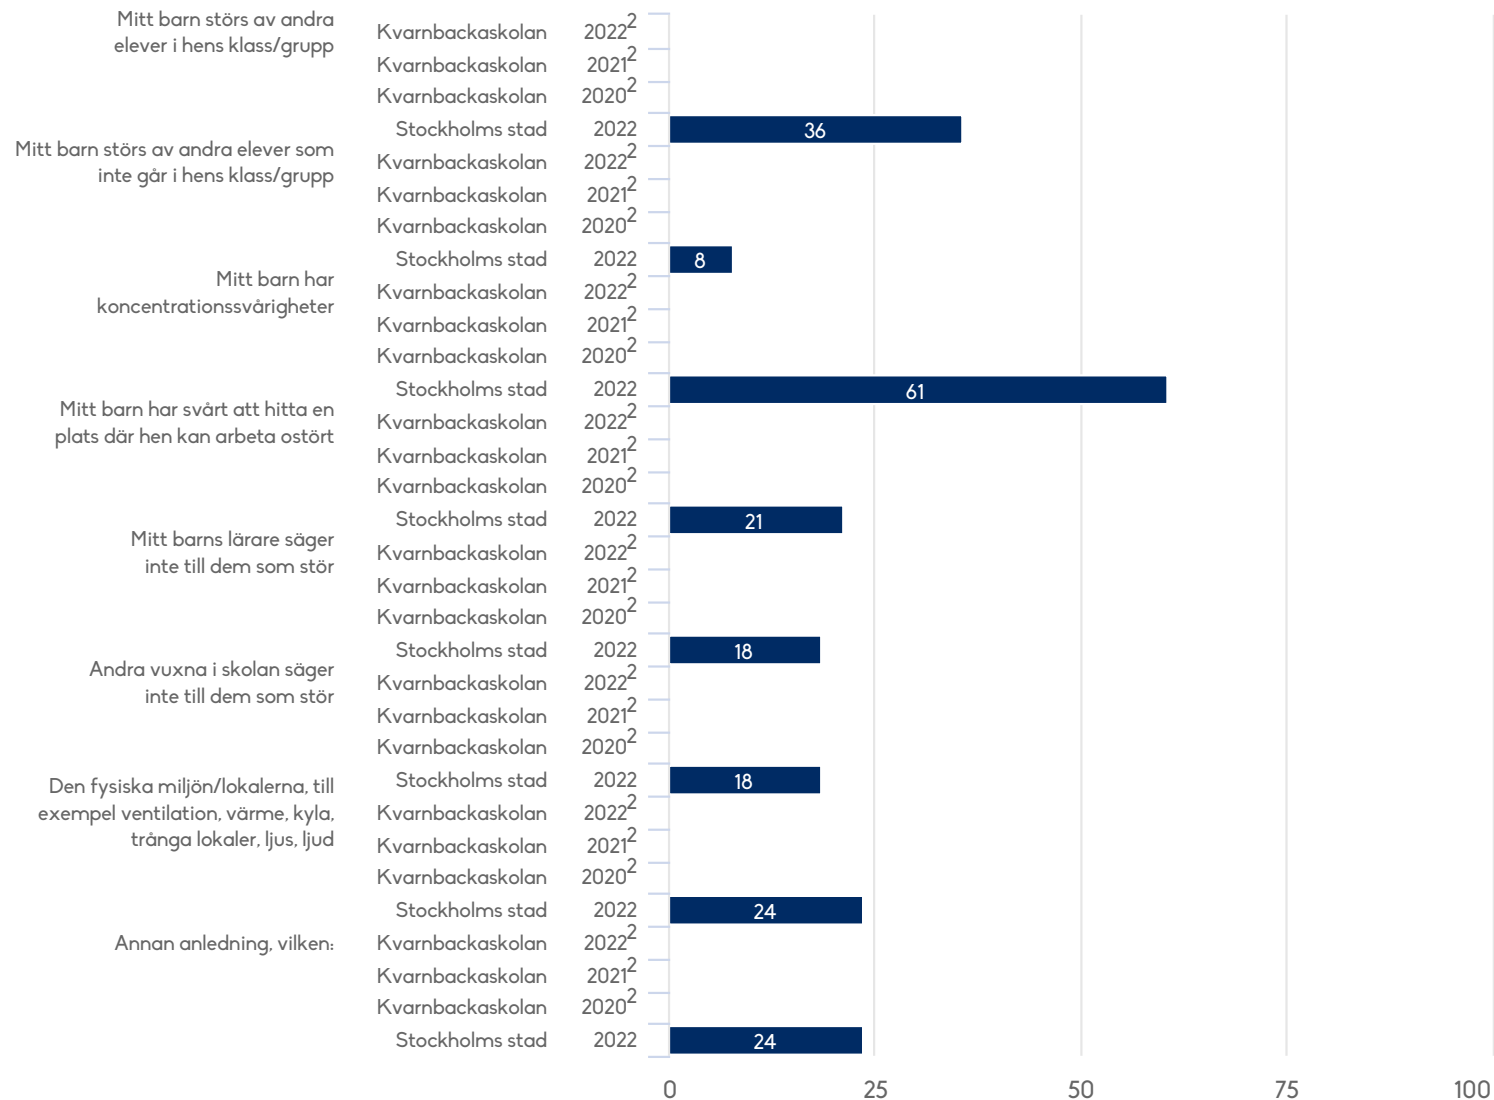 Mitt barn störs av andra
elever i hens klass/grupp
Kvarnbackaskolan 2022²
Kvarnbackaskolan 2021²
Kvarnbackaskolan 2020²
Stockholms stad 2022 36
Mitt barn störs av andra elever som
inte går i hens klass/grupp
Kvarnbackaskolan 2022²
Kvarnbackaskolan 2021²
Kvarnbackaskolan 2020²
Stockholms stad 2022 8
Mitt barn har
koncentrationssvårigheter
Kvarnbackaskolan 2022²
Kvarnbackaskolan 2021²
Kvarnbackaskolan 2020²
Stockholms stad 2022 61
Mitt barn har svårt att hitta en
plats där hen kan arbeta ostört
Kvarnbackaskolan 2022²
Kvarnbackaskolan 2021²
Kvarnbackaskolan 2020²
Stockholms stad 2022 21
Mitt barns lärare säger
inte till dem som stör
Kvarnbackaskolan 2022²
Kvarnbackaskolan 2021²
Kvarnbackaskolan 2020²
Stockholms stad 2022 18
Andra vuxna i skolan säger
inte till dem som stör
Kvarnbackaskolan 2022²
Kvarnbackaskolan 2021²
Kvarnbackaskolan 2020²
Stockholms stad 2022 18
Den fysiska miljön/lokalerna, till
exempel ventilation, värme, kyla,
trånga lokaler, ljus, ljud
Kvarnbackaskolan 2022²
Kvarnbackaskolan 2021²
Kvarnbackaskolan 2020²
Stockholms stad 2022 24
Annan anledning, vilken:
Kvarnbackaskolan 2022²
Kvarnbackaskolan 2021²
Kvarnbackaskolan 2020²
Stockholms stad 2022 24
0 25 50 75 100